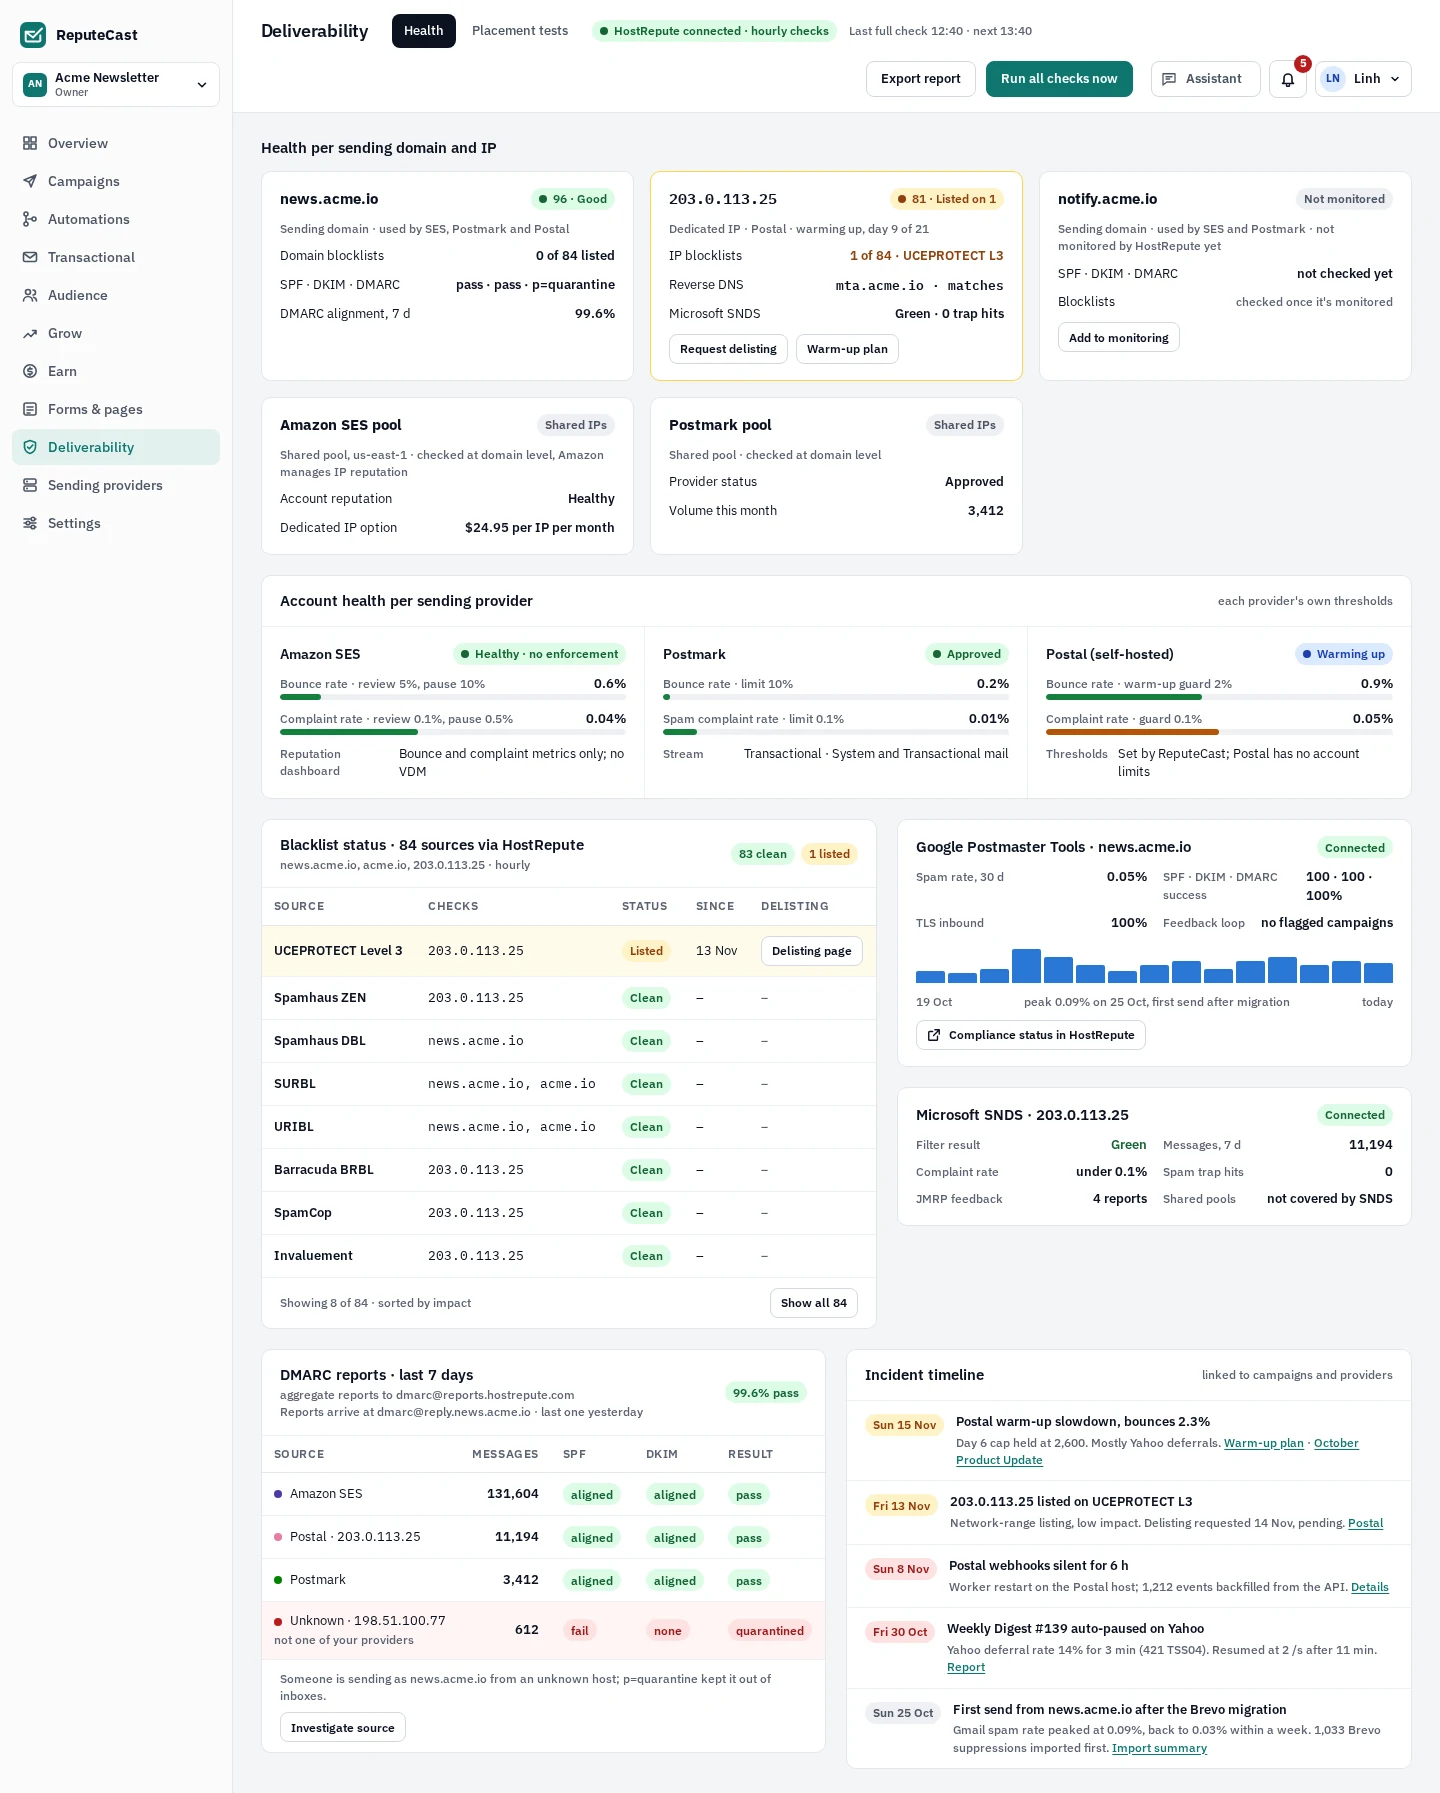 ReputeCast
AN
Acme Newsletter
Owner
Overview
Campaigns
Automations
Transactional
Audience
Grow
Earn
Forms & pages
Deliverability
Sending providers
Settings
Deliverability
Health
Placement tests
HostRepute connected · hourly checks
Last full check 12:40 · next 13:40
Export report
Run all checks now
Assistant
5
LN
Linh
Health per sending domain and IP
news.acme.io
96 · Good
Sending domain · used by SES, Postmark and Postal
Domain blocklists
0 of 84 listed
SPF · DKIM · DMARC
pass · pass · p=quarantine
DMARC alignment, 7 d
99.6%
203.0.113.25
81 · Listed on 1
Dedicated IP · Postal · warming up, day 9 of 21
IP blocklists
1 of 84 · UCEPROTECT L3
Reverse DNS
mta.acme.io · matches
Microsoft SNDS
Green · 0 trap hits
Request delisting
Warm-up plan
notify.acme.io
Not monitored
Sending domain · used by SES and Postmark · not
monitored by HostRepute yet
SPF · DKIM · DMARC
not checked yet
Blocklists
checked once it's monitored
Add to monitoring
Amazon SES pool
Shared IPs
Shared pool, us-east-1 · checked at domain level, Amazon
manages IP reputation
Account reputation
Healthy
Dedicated IP option
$24.95 per IP per month
Postmark pool
Shared IPs
Shared pool · checked at domain level
Provider status
Approved
Volume this month
3,412
Account health per sending provider
each provider's own thresholds
Amazon SES
Healthy · no enforcement
Bounce rate · review 5%, pause 10%
0.6%
Complaint rate · review 0.1%, pause 0.5%
0.04%
Reputation
dashboard
Bounce and complaint metrics only; no
VDM
Postmark
Approved
Bounce rate · limit 10%
0.2%
Spam complaint rate · limit 0.1%
0.01%
Stream
Transactional · System and Transactional mail
Postal (self-hosted)
Warming up
Bounce rate · warm-up guard 2%
0.9%
Complaint rate · guard 0.1%
0.05%
Thresholds
Set by ReputeCast; Postal has no account
limits
Blacklist status · 84 sources via HostRepute
news.acme.io, acme.io, 203.0.113.25 · hourly
83 clean
1 listed
SOURCE CHECKS STATUS SINCE DELISTING
UCEPROTECT Level 3 203.0.113.25 Listed 13 Nov Delisting page
Spamhaus ZEN 203.0.113.25 Clean – –
Spamhaus DBL news.acme.io Clean – –
SURBL news.acme.io, acme.io Clean – –
URIBL news.acme.io, acme.io Clean – –
Barracuda BRBL 203.0.113.25 Clean – –
SpamCop 203.0.113.25 Clean – –
Invaluement 203.0.113.25 Clean – –
Showing 8 of 84 · sorted by impact
Show all 84
Google Postmaster Tools · news.acme.io
Connected
Spam rate, 30 d
0.05%
SPF · DKIM · DMARC
success
100 · 100 ·
100%
TLS inbound
100%
Feedback loop
no flagged campaigns
19 Oct
peak 0.09% on 25 Oct, first send after migration
today
Compliance status in HostRepute
Microsoft SNDS · 203.0.113.25
Connected
Filter result
Green
Messages, 7 d
11,194
Complaint rate
under 0.1%
Spam trap hits
0
JMRP feedback
4 reports
Shared pools
not covered by SNDS
DMARC reports · last 7 days
aggregate reports to dmarc@reports.hostrepute.com
Reports arrive at dmarc@reply.news.acme.io · last one yesterday
99.6% pass
SOURCE MESSAGES SPF DKIM RESULT
Amazon SES 131,604 aligned aligned pass
Postal · 203.0.113.25 11,194 aligned aligned pass
Postmark 3,412 aligned aligned pass
Unknown · 198.51.100.77
not one of your providers
612 fail none quarantined
Someone is sending as news.acme.io from an unknown host; p=quarantine kept it out of
inboxes.
Investigate source
Incident timeline
linked to campaigns and providers
Sun 15 Nov
Postal warm-up slowdown, bounces 2.3%
Day 6 cap held at 2,600. Mostly Yahoo deferrals. Warm-up plan · October
Product Update
Fri 13 Nov
203.0.113.25 listed on UCEPROTECT L3
Network-range listing, low impact. Delisting requested 14 Nov, pending. Postal
Sun 8 Nov
Postal webhooks silent for 6 h
Worker restart on the Postal host; 1,212 events backfilled from the API. Details
Fri 30 Oct
Weekly Digest #139 auto-paused on Yahoo
Yahoo deferral rate 14% for 3 min (421 TSS04). Resumed at 2 /s after 11 min.
Report
Sun 25 Oct
First send from news.acme.io after the Brevo migration
Gmail spam rate peaked at 0.09%, back to 0.03% within a week. 1,033 Brevo
suppressions imported first. Import summary